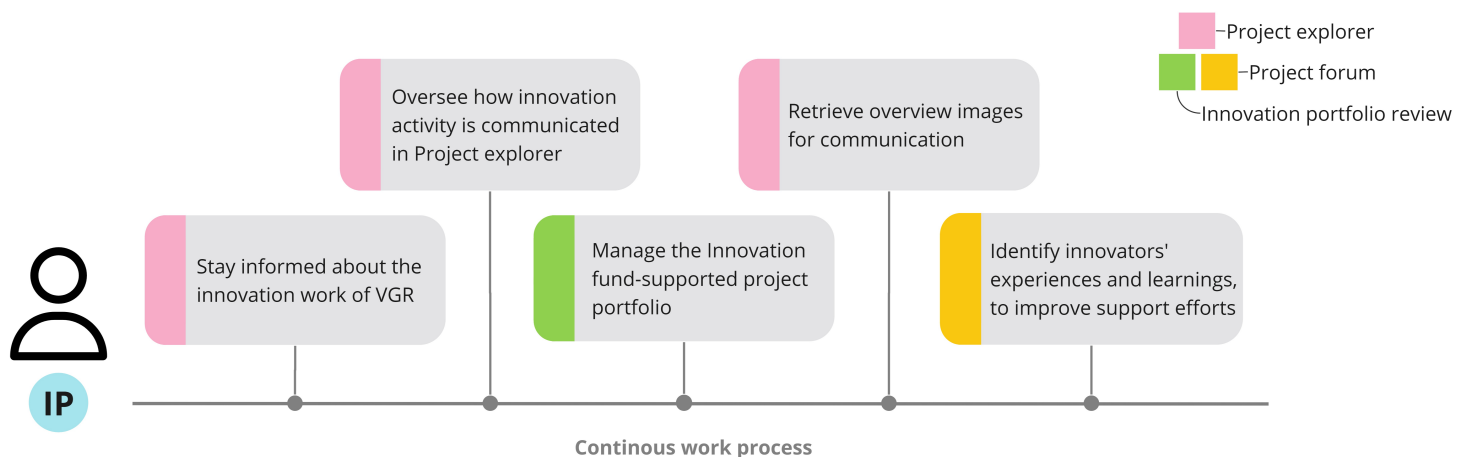 Project explorer
Project forum
Innovation portfolio review
Oversee how innovation
activity is communicated
in Project explorer
Retrieve overview images
for communication
Stay informed about the
innovation work of VGR
Manage the Innovation
fund-supported project
portfolio
Identify innovators'
experiences and learnings,
to improve support efforts
IP
Continous work process